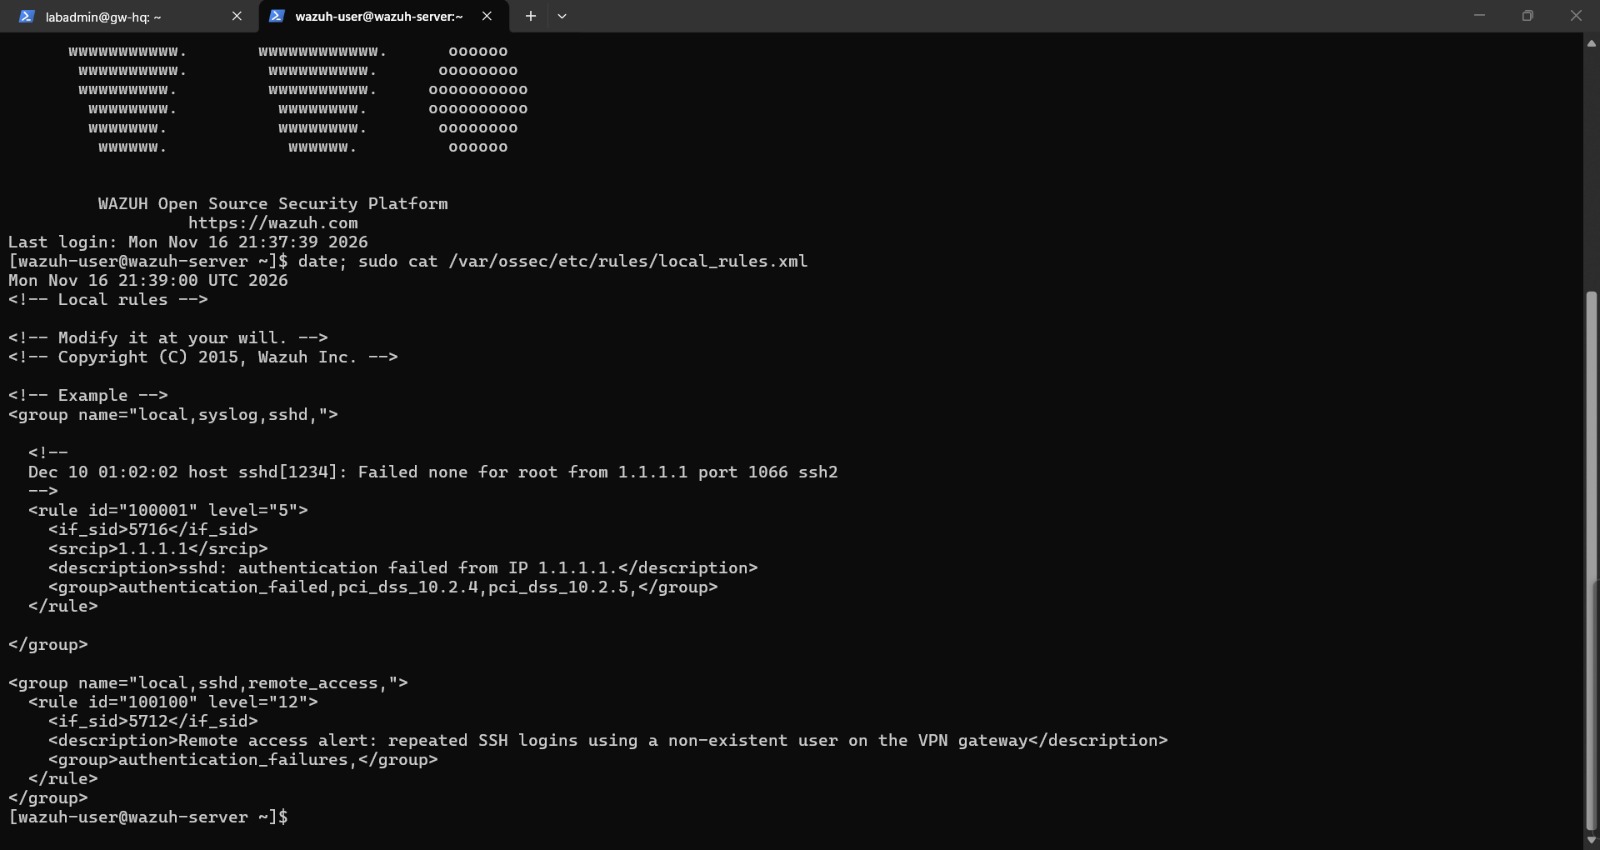 labadmin@gw-hq: ~
wazuh-user@wazuh-server:~
wwwwwwwwwww. wwwwwwwwwwww. oooooo
wwwwwwwwww. wwwwwwwwww. oooooooo
wwwwwwwww. wwwwwwwwww. oooooooooo
wwwwwwww. wwwwwwww. oooooooooo
wwwwwww. wwwwwwww. oooooooo
wwwwww. wwwwww. oooooo
WAZUH Open Source Security Platform
https://wazuh.com
Last login: Mon Nov 16 21:37:39 2026
[wazuh-user@wazuh-server ~]$ date; sudo cat /var/ossec/etc/rules/local_rules.xml
Mon Nov 16 21:39:00 UTC 2026
<!-- Local rules -->
<!-- Modify it at your will. -->
<!-- Copyright (C) 2015, Wazuh Inc. -->
<!-- Example -->
<group name="local,syslog,sshd,">
<!--
Dec 10 01:02:02 host sshd[1234]: Failed none for root from 1.1.1.1 port 1066 ssh2
-->
<rule id="100001" level="5">
<if_sid>5716</if_sid>
<srcip>1.1.1.1</srcip>
<description>sshd: authentication failed from IP 1.1.1.1.</description>
<group>authentication_failed,pci_dss_10.2.4,pci_dss_10.2.5,</group>
</rule>
</group>
<group name="local,sshd,remote_access,">
<rule id="100100" level="12">
<if_sid>5712</if_sid>
<description>Remote access alert: repeated SSH logins using a non-existent user on the VPN gateway</description>
<group>authentication_failures,</group>
</rule>
</group>
[wazuh-user@wazuh-server ~]$